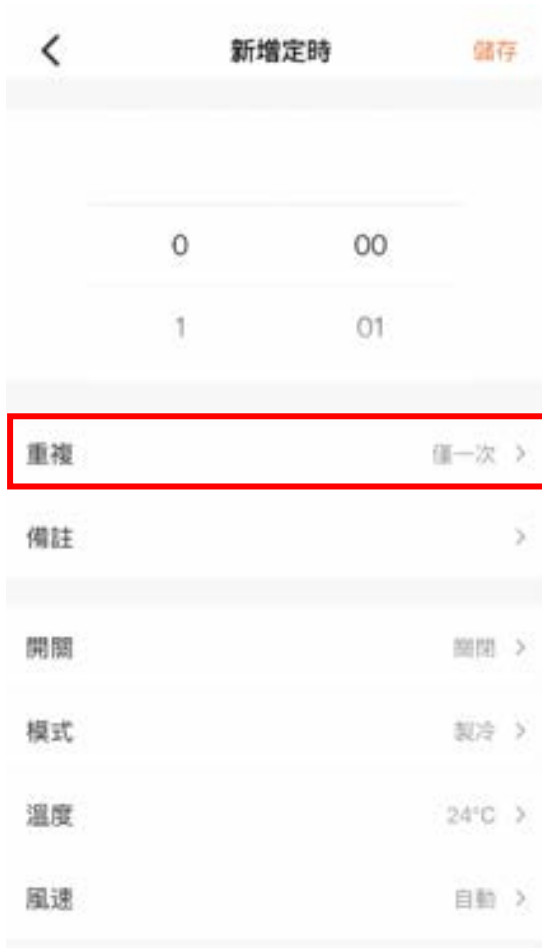 新增定時 儲存
0 00
1 01
重複 僅一次
備註
開關 關閉
模式 製冷
溫度 24°C
風速 自動